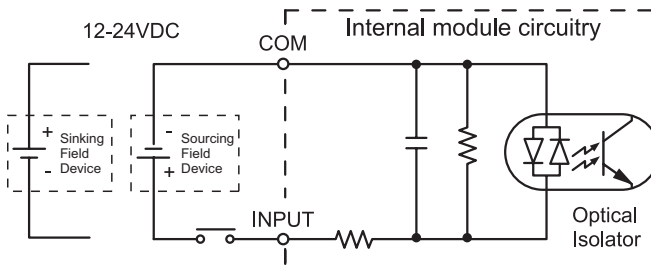 12-24VDC
COM
Internal module circuitry
+
-
Sinking
Field
Device
-
+
Sourcing
Field
Device
INPUT
Optical
Isolator